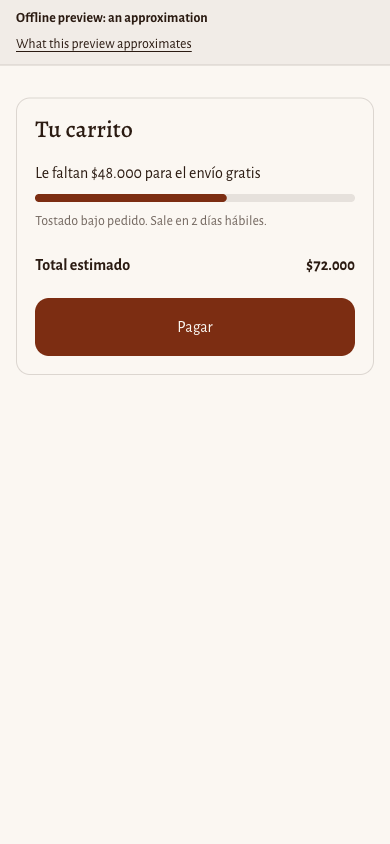 Offline preview: an approximation
What this preview approximates
Tu carrito
Le faltan $48.000 para el envío gratis
Tostado bajo pedido. Sale en 2 días hábiles.
Total estimado $72.000
Pagar